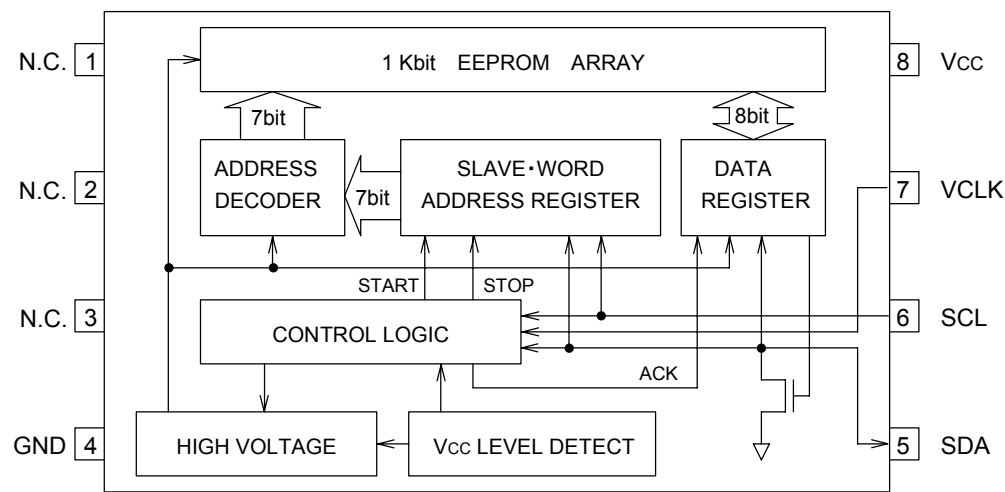 N.C. 1
1 Kbit EEPROM ARRAY
8 VCC
7bit
8bit
N.C. 2
ADDRESS
DECODER
7bit
SLAVE・WORD
ADDRESS REGISTER
DATA
REGISTER
7 VCLK
START
STOP
N.C. 3
CONTROL LOGIC
6 SCL
ACK
GND 4
HIGH VOLTAGE
VCC LEVEL DETECT
5 SDA